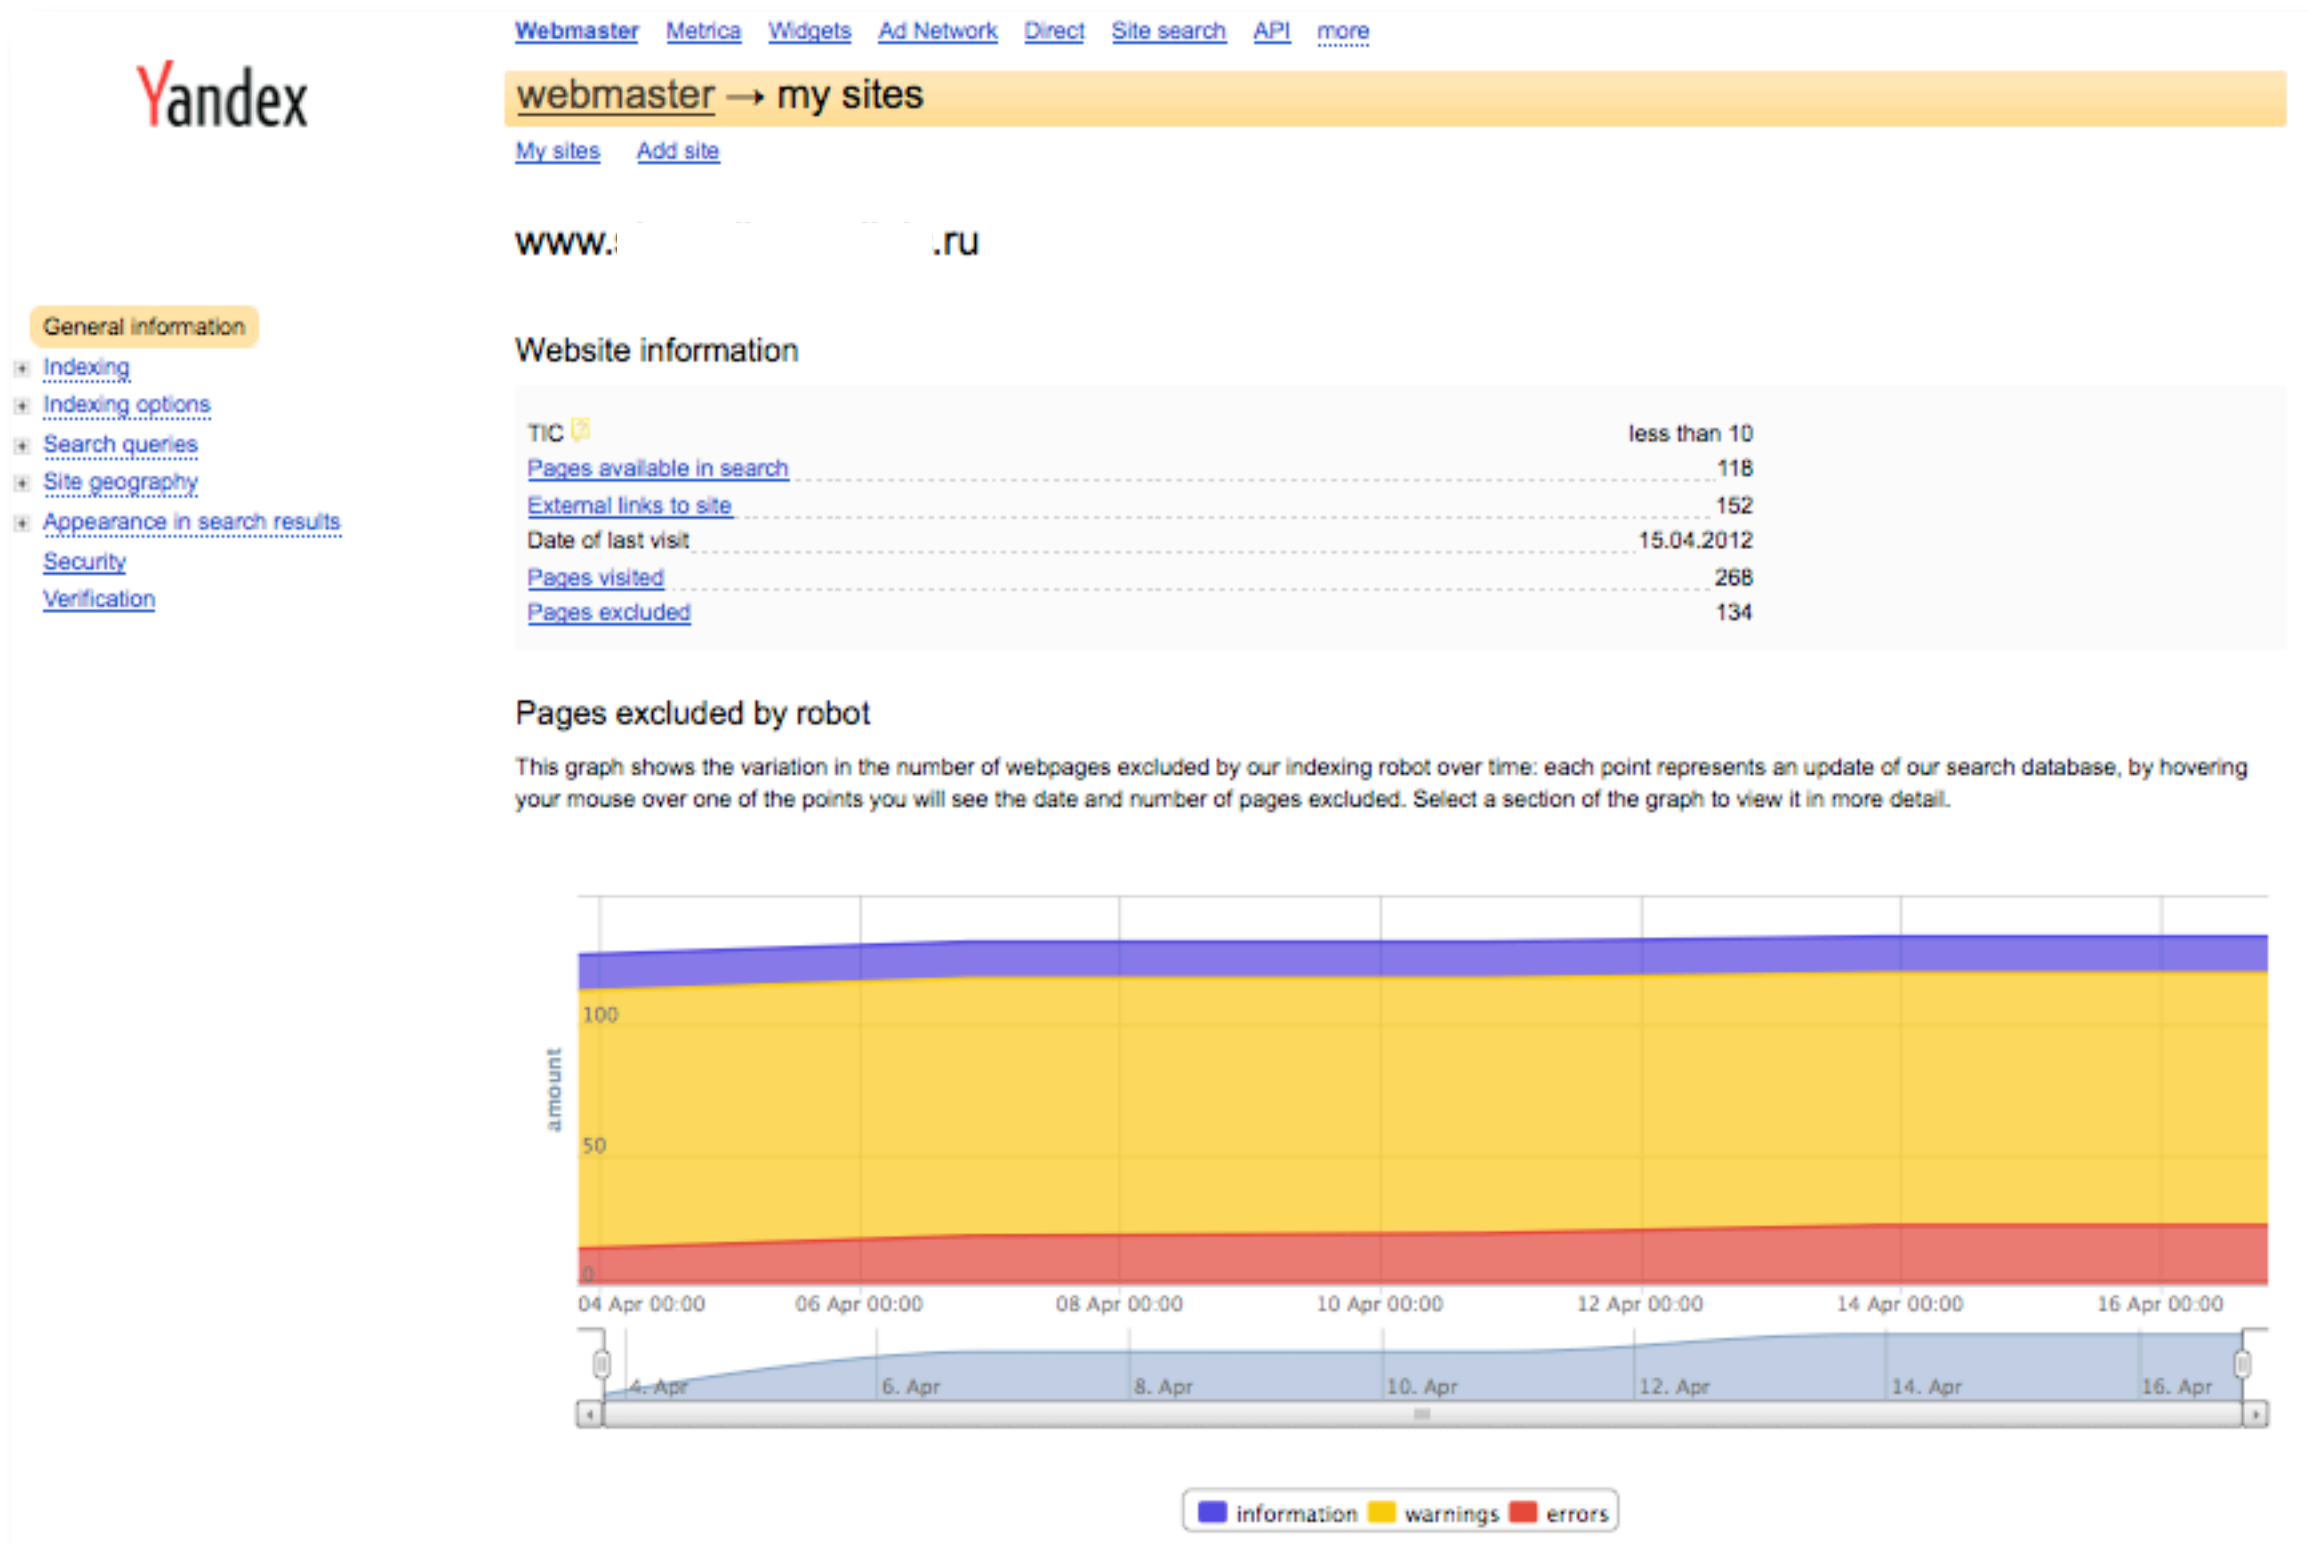 Webmaster Metrica Widgets Ad Network Direct Site search API more
Yandex
webmaster → my sites
My sites Add site
www. .ru
General information
Indexing
Indexing options
Search queries
Site geography
Appearance in search results
Security
Verification
Website information
TIC ? less than 10
Pages available in search 118
External links to site 152
Date of last visit 15.04.2012
Pages visited 268
Pages excluded 134
Pages excluded by robot
This graph shows the variation in the number of webpages excluded by our indexing robot over time: each point represents an update of our search database, by hovering
your mouse over one of the points you will see the date and number of pages excluded. Select a section of the graph to view it in more detail.
amount
100
50
0
04 Apr 00:00 06 Apr 00:00 08 Apr 00:00 10 Apr 00:00 12 Apr 00:00 14 Apr 00:00 16 Apr 00:00
4. Apr 6. Apr 8. Apr 10. Apr 12. Apr 14. Apr 16. Apr
information warnings errors